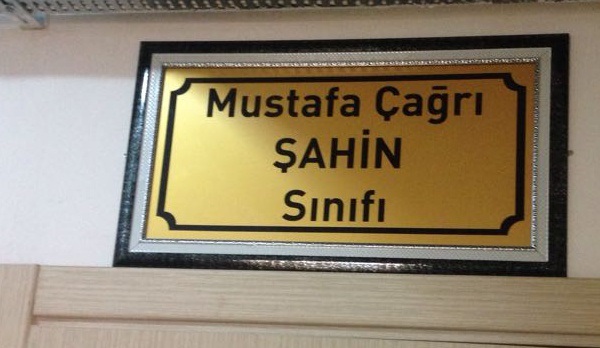 Mustafa Çağrı
ŞAHİN
Sınıfı